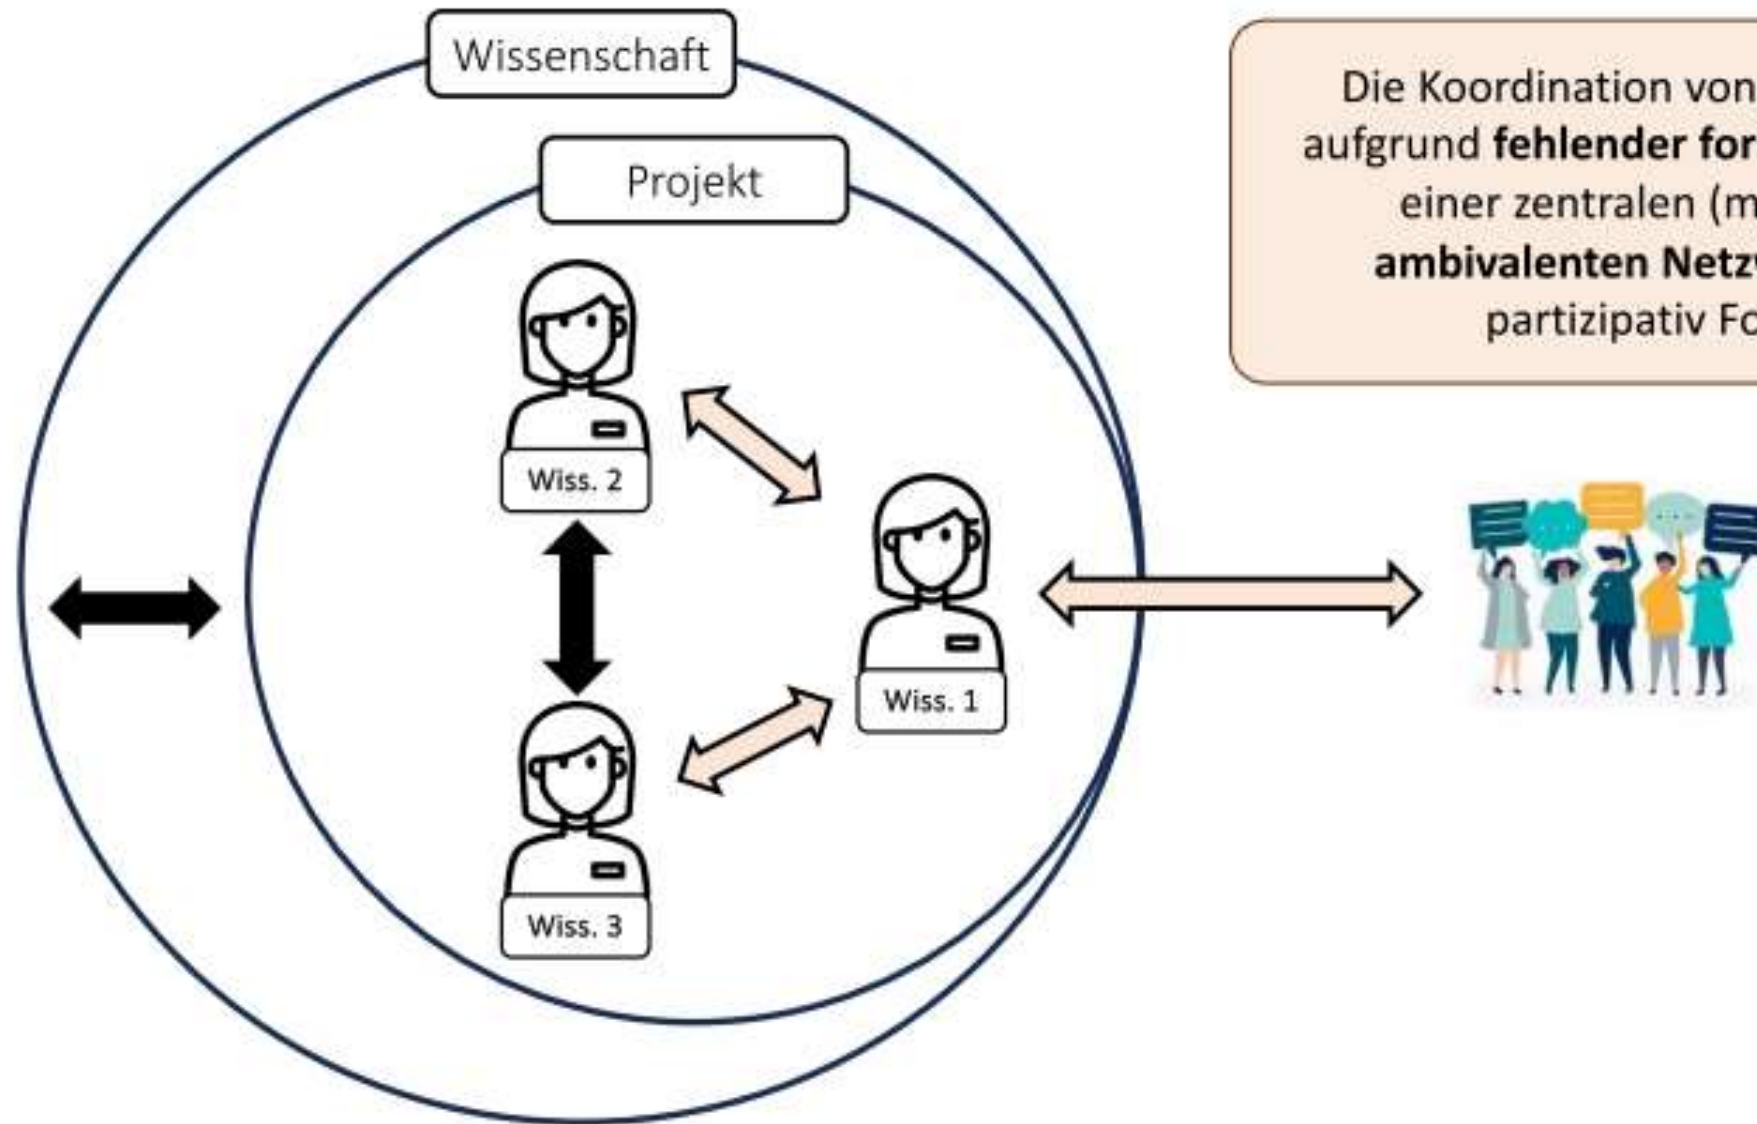 Wissenschaft
Projekt
Die Koordination von
aufgrund fehlender for
einer zentralen (m
ambivalenten Netz
partizipativ Fo
Wiss. 2
Wiss. 1
Wiss. 3